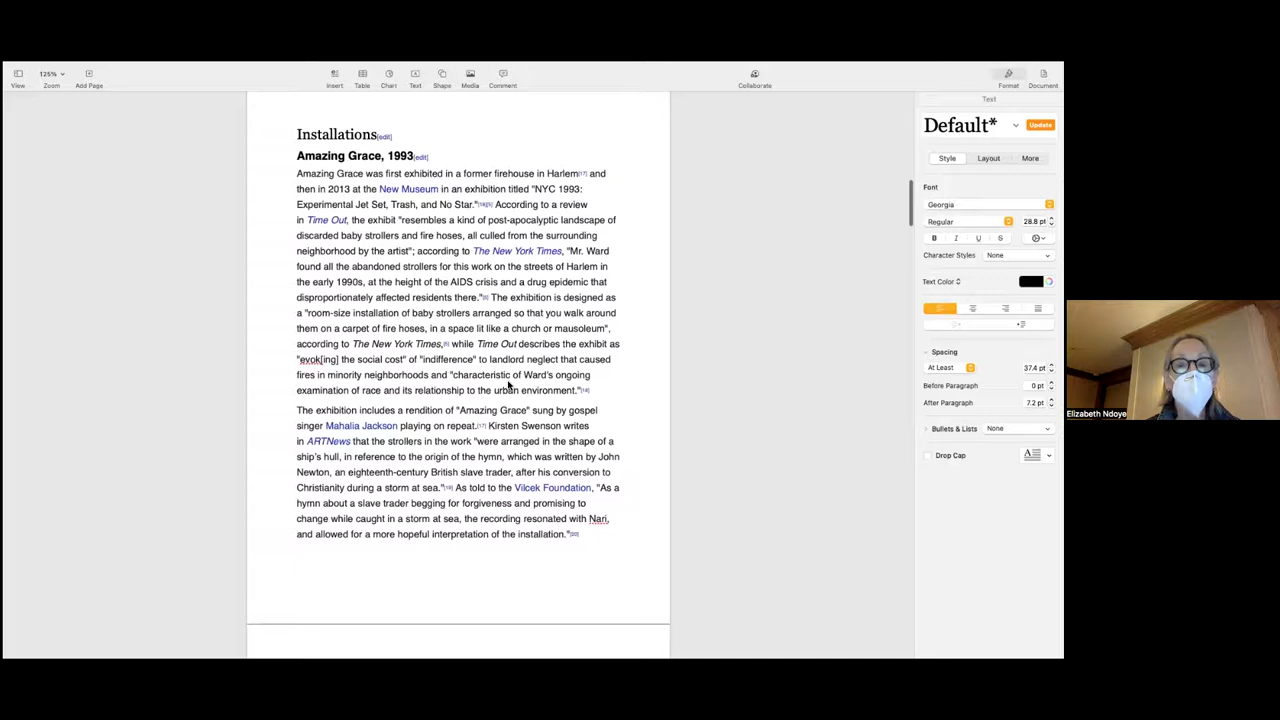 125%
View
Zoom
Add Page
Insert
Table
Chart
Text
Shape
Media
Comment
Collaborate
Format
Document
Installations[edit]
Amazing Grace, 1993[edit]
Amazing Grace was first exhibited in a former firehouse in Harlem[17] and
then in 2013 at the New Museum in an exhibition titled "NYC 1993:
Experimental Jet Set, Trash, and No Star."[18][5] According to a review
in Time Out, the exhibit "resembles a kind of post-apocalyptic landscape of
discarded baby strollers and fire hoses, all culled from the surrounding
neighborhood by the artist"; according to The New York Times, "Mr. Ward
found all the abandoned strollers for this work on the streets of Harlem in
the early 1990s, at the height of the AIDS crisis and a drug epidemic that
disproportionately affected residents there."[5] The exhibition is designed as
a "room-size installation of baby strollers arranged so that you walk around
them on a carpet of fire hoses, in a space lit like a church or mausoleum",
according to The New York Times,[5] while Time Out describes the exhibit as
"evok[ing] the social cost" of "indifference" to landlord neglect that caused
fires in minority neighborhoods and "characteristic of Ward's ongoing
examination of race and its relationship to the urban environment."[18]
The exhibition includes a rendition of "Amazing Grace" sung by gospel
singer Mahalia Jackson playing on repeat.[17] Kirsten Swenson writes
in ARTNews that the strollers in the work "were arranged in the shape of a
ship's hull, in reference to the origin of the hymn, which was written by John
Newton, an eighteenth-century British slave trader, after his conversion to
Christianity during a storm at sea."[19] As told to the Vilcek Foundation, "As a
hymn about a slave trader begging for forgiveness and promising to
change while caught in a storm at sea, the recording resonated with Nari,
and allowed for a more hopeful interpretation of the installation."[20]
Text
Default*
Update
Style
Layout
More
Font
Georgia
Regular
28.8 pt
B
I
U
S
Character Styles
None
Text Color
Spacing
At Least
37.4 pt
Before Paragraph
0 pt
After Paragraph
7.2 pt
Bullets & Lists
None
Drop Cap
Elizabeth Ndoye